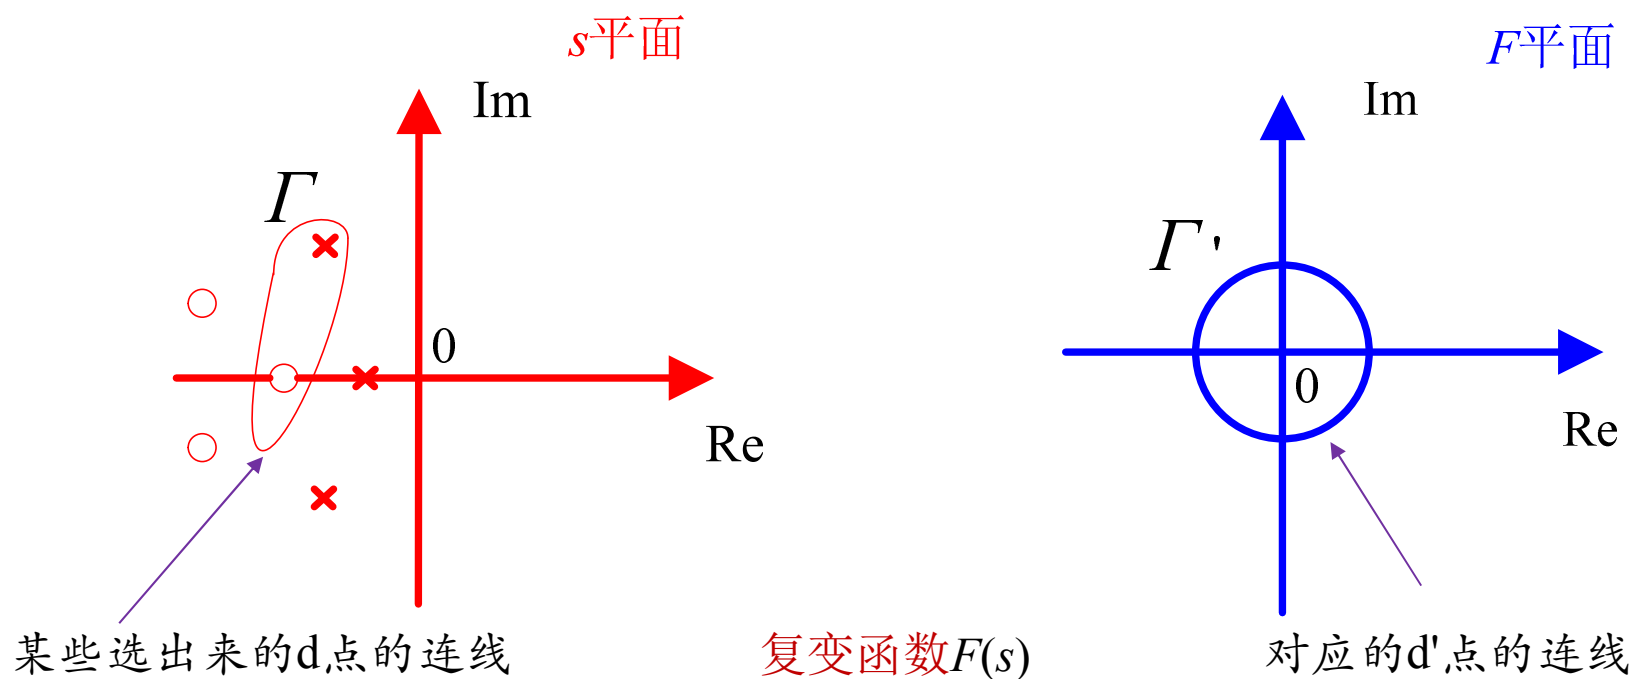 s平面
F平面
Im
Im
Γ
Γ'
0
0
Re
Re
某些选出来的d点的连线
复变函数F(s)
对应的d'点的连线